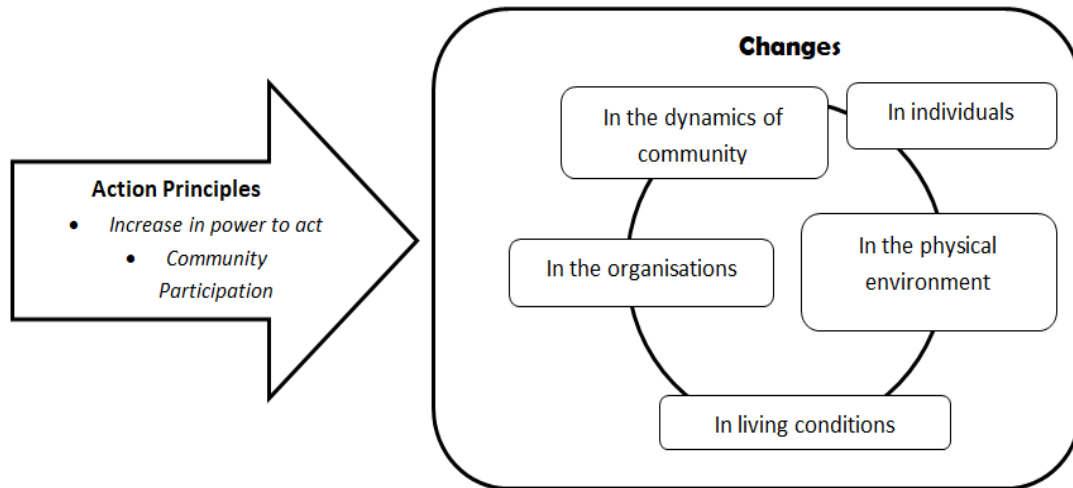 Changes
In the dynamics of
community
In individuals
Action Principles
• Increase in power to act
• Community
Participation
In the organisations
In the physical
environment
In living conditions